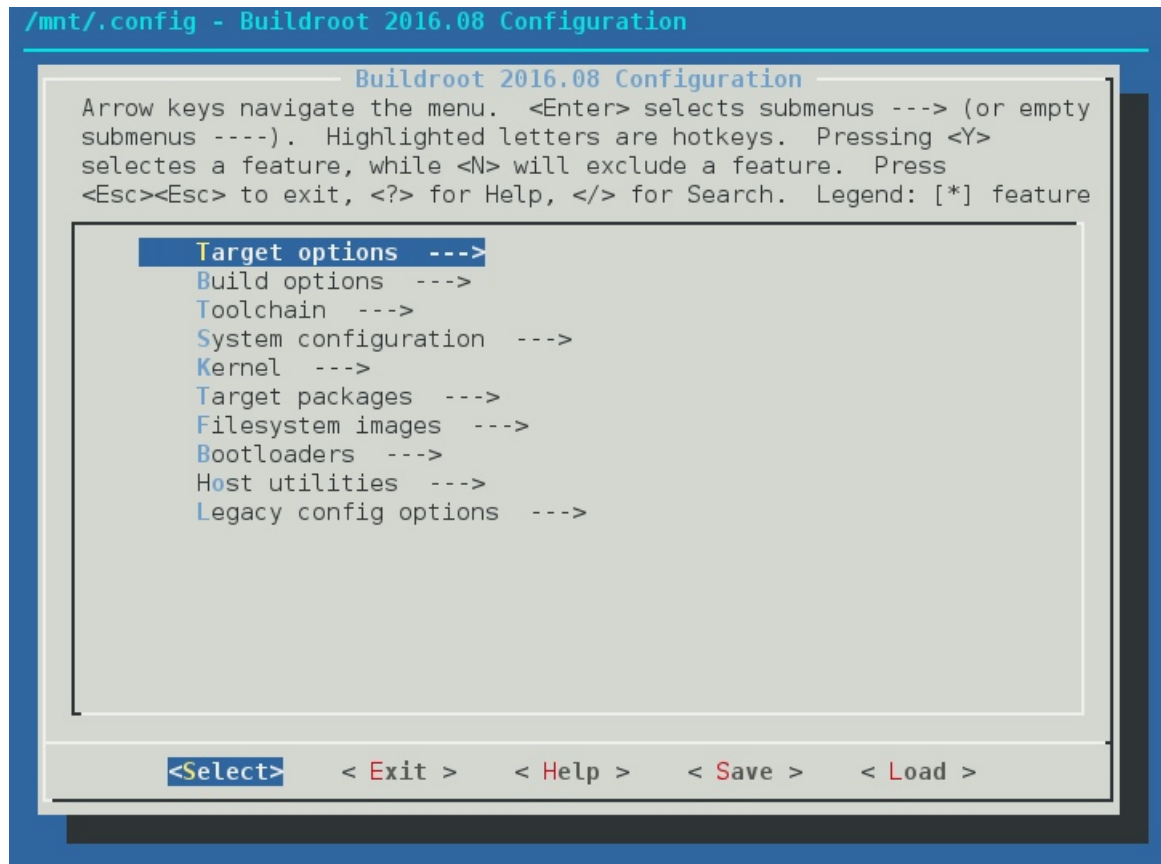 /mnt/.config - Buildroot 2016.08 Configuration
Buildroot 2016.08 Configuration
Arrow keys navigate the menu.  <Enter> selects submenus ---> (or empty
submenus ----).  Highlighted letters are hotkeys.  Pressing <Y>
selectes a feature, while <N> will exclude a feature.  Press
<Esc><Esc> to exit, <?> for Help, </> for Search.  Legend: [*] feature
Target options  --->
Build options  --->
Toolchain  --->
System configuration  --->
Kernel  --->
Target packages  --->
Filesystem images  --->
Bootloaders  --->
Host utilities  --->
Legacy config options  --->
<Select>    < Exit >    < Help >    < Save >    < Load >